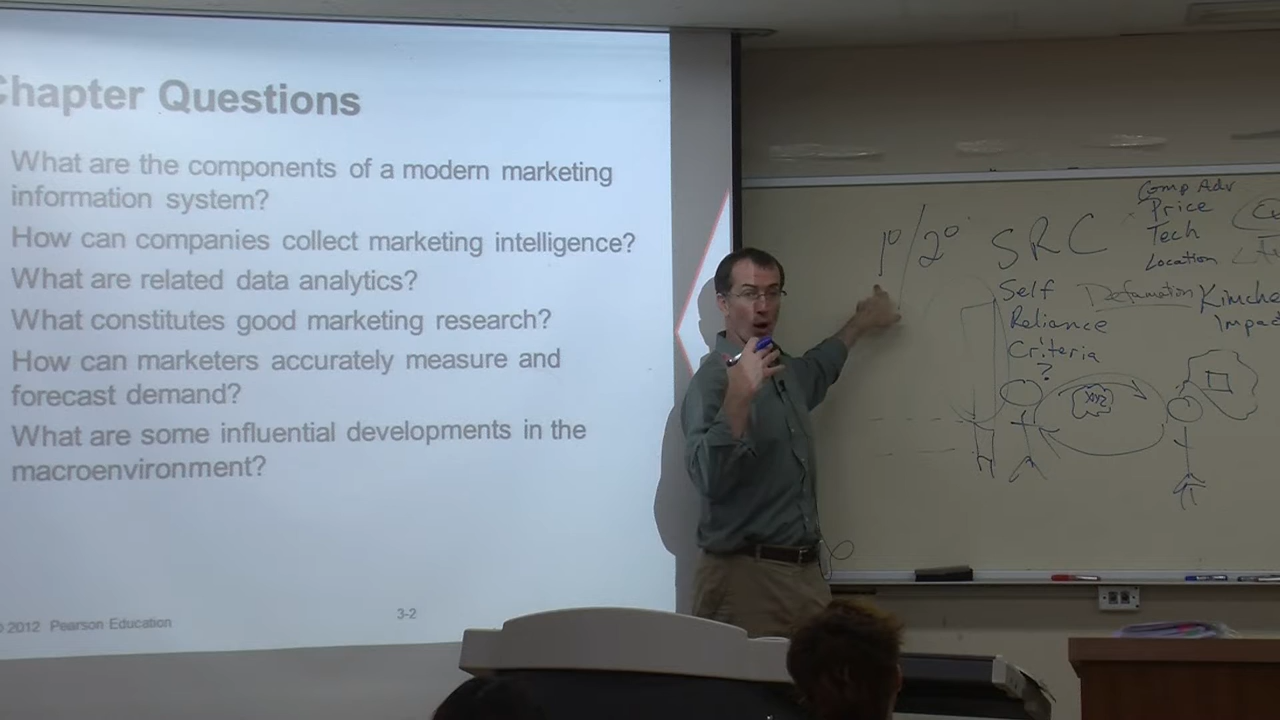 Chapter Questions
What are the components of a modern marketing
information system?
How can companies collect marketing intelligence?
What are related data analytics?
What constitutes good marketing research?
How can marketers accurately measure and
forecast demand?
What are some influential developments in the
macroenvironment?
© 2012 Pearson Education
3-2
1°/2°
SRC
Self
Reliance
Criteria
?
Comp Adv
Price
Tech
Location
Defamation
XYZ